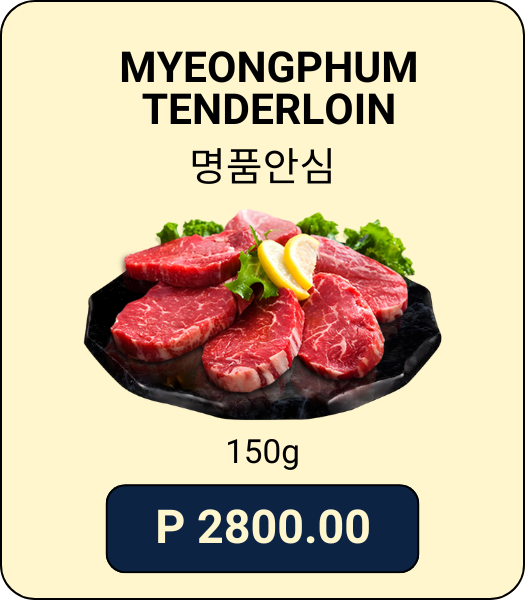 MYEONGPHUM
TENDERLOIN
명품안심
150g
P 2800.00